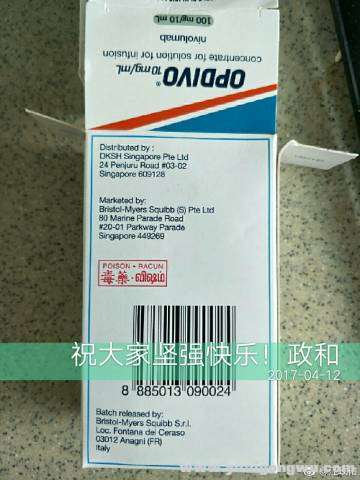 100 mg/10 mL
nivolumab
concentrate for solution for infusion
OPDIVO® 10 mg/mL
Distributed by :
DKSH Singapore Pte Ltd
24 Penjuru Road #03-02
Singapore 609128
Marketed by:
Bristol-Myers Squibb (S) Pte Ltd
80 Marine Parade Road
#20-01 Parkway Parade
Singapore 449269
POISON - RACUN
毒藥 - விஷம்
祝大家坚强快乐！政和
2017-04-12
8 885013 090024
Batch released by:
Bristol-Myers Squibb S.r.l.
Loc. Fontana del Ceraso
03012 Anagni (FR)
Italy